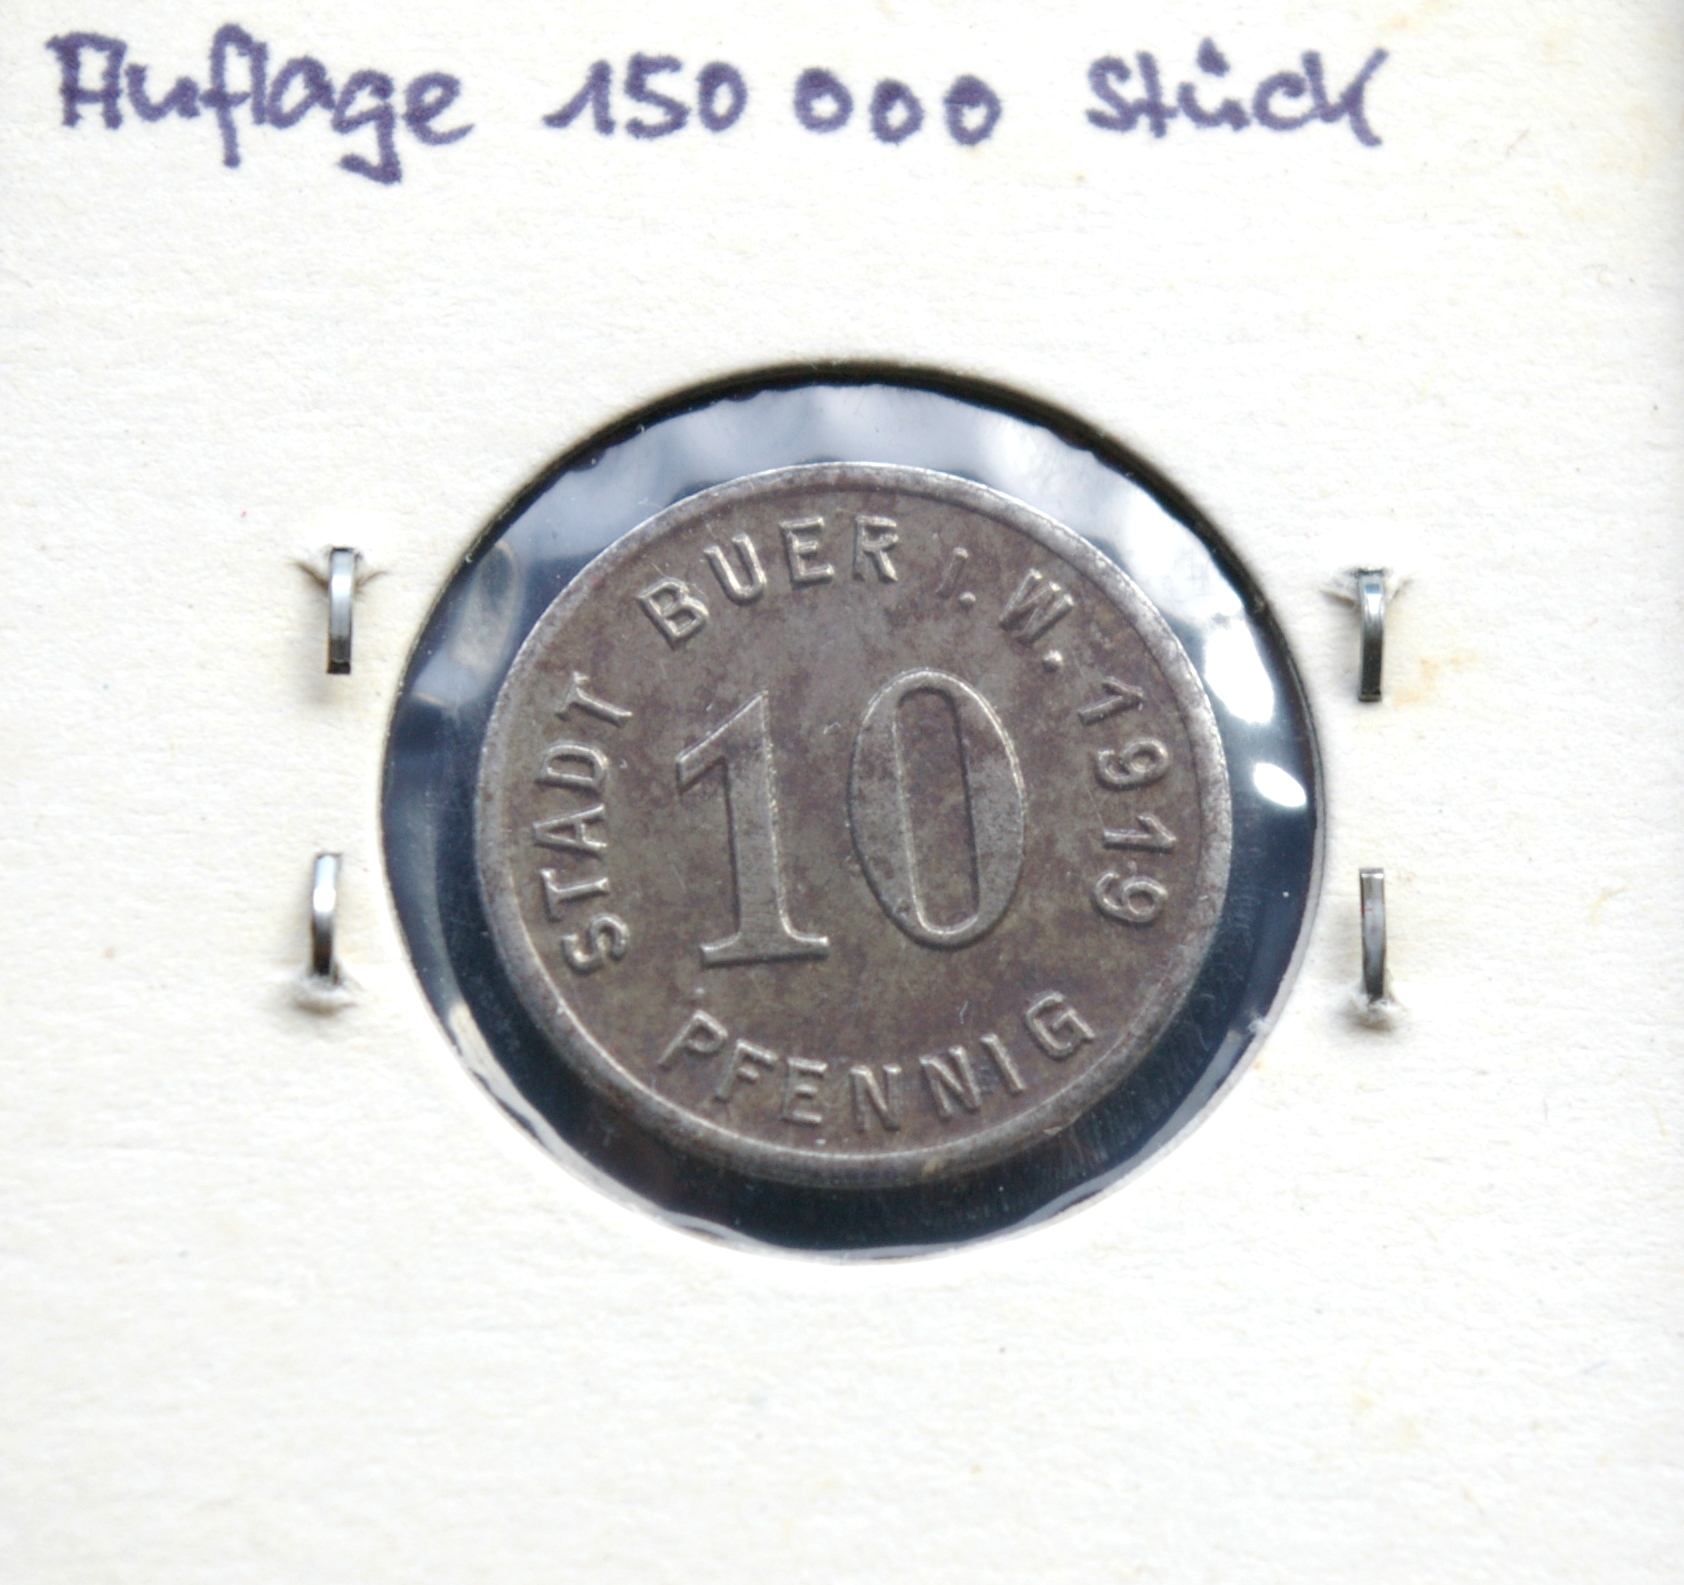 Auflage 150 000 Stück
STADT BUER I. W. 1919
10
PFENNIG